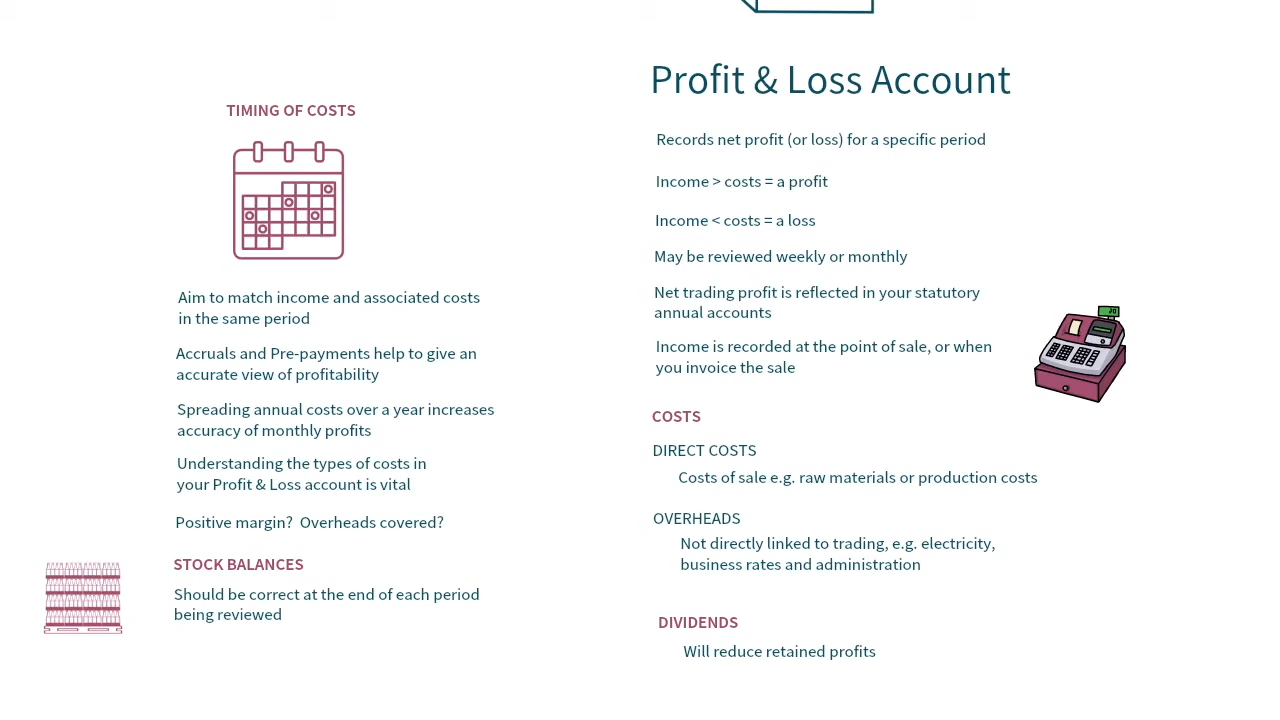 TIMING OF COSTS
Aim to match income and associated costs
in the same period
Accruals and Pre-payments help to give an
accurate view of profitability
Spreading annual costs over a year increases
accuracy of monthly profits
Understanding the types of costs in
your Profit & Loss account is vital
Positive margin?  Overheads covered?
STOCK BALANCES
Should be correct at the end of each period
being reviewed
Profit & Loss Account
Records net profit (or loss) for a specific period
Income > costs = a profit
Income < costs = a loss
May be reviewed weekly or monthly
Net trading profit is reflected in your statutory
annual accounts
Income is recorded at the point of sale, or when
you invoice the sale
COSTS
DIRECT COSTS
Costs of sale e.g. raw materials or production costs
OVERHEADS
Not directly linked to trading, e.g. electricity,
business rates and administration
DIVIDENDS
Will reduce retained profits